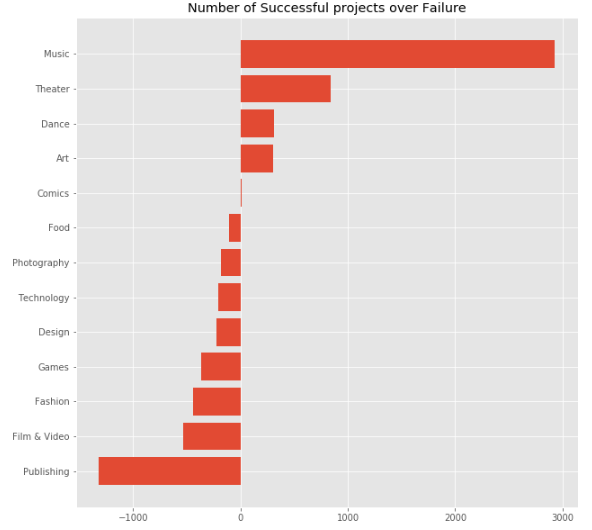 Number of Successful projects over Failure
Music
Theater
Dance
Art
Comics
Food
Photography
Technology
Design
Games
Fashion
Film & Video
Publishing
−1000 0 1000 2000 3000